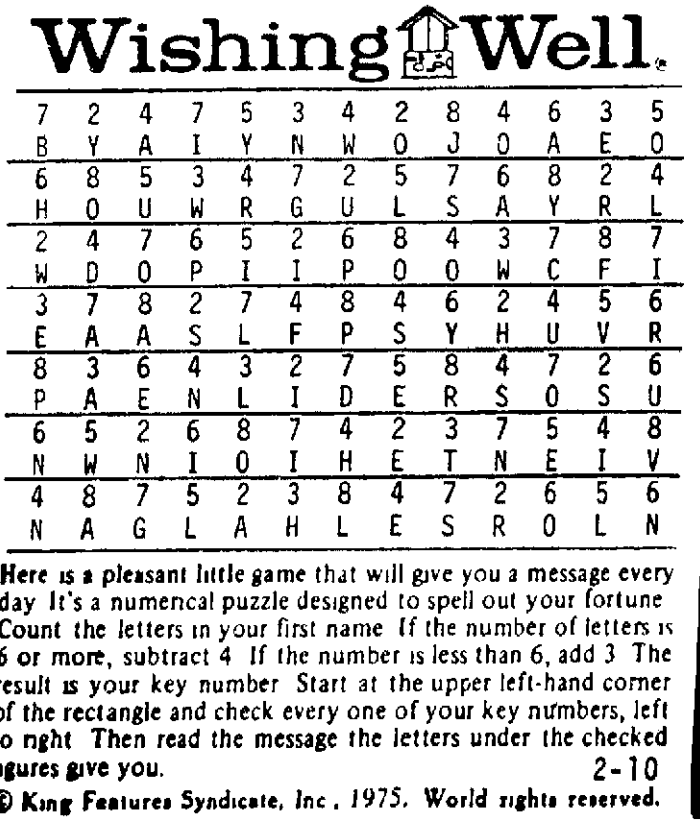 Wishing Well®
7 2 4 7 5 3 4 2 8 4 6 3 5
B Y A I Y N W O J O A E O
6 8 5 3 4 7 2 5 7 6 8 2 4
H O U W R G U L S A Y R L
2 4 7 6 5 2 6 8 4 3 7 8 7
W D O P I I P O O W C F I
3 7 8 2 7 4 8 4 6 2 4 5 6
E A A S L F P S Y H U V R
8 3 6 4 3 2 7 5 8 4 7 2 6
P A E N L I D E R S O S U
6 5 2 6 8 7 4 2 3 7 5 4 8
N W N I O I H E T N E I V
4 8 7 5 2 3 8 4 7 2 6 5 6
N A G L A H L E S R O L N
Here is a pleasant little game that will give you a message every
day It's a numerical puzzle designed to spell out your fortune
Count the letters in your first name If the number of letters is
6 or more, subtract 4 If the number is less than 6, add 3 The
result is your key number Start at the upper left-hand corner
of the rectangle and check every one of your key numbers, left
to right Then read the message the letters under the checked
figures give you. 2-10
© King Features Syndicate, Inc., 1975. World rights reserved.